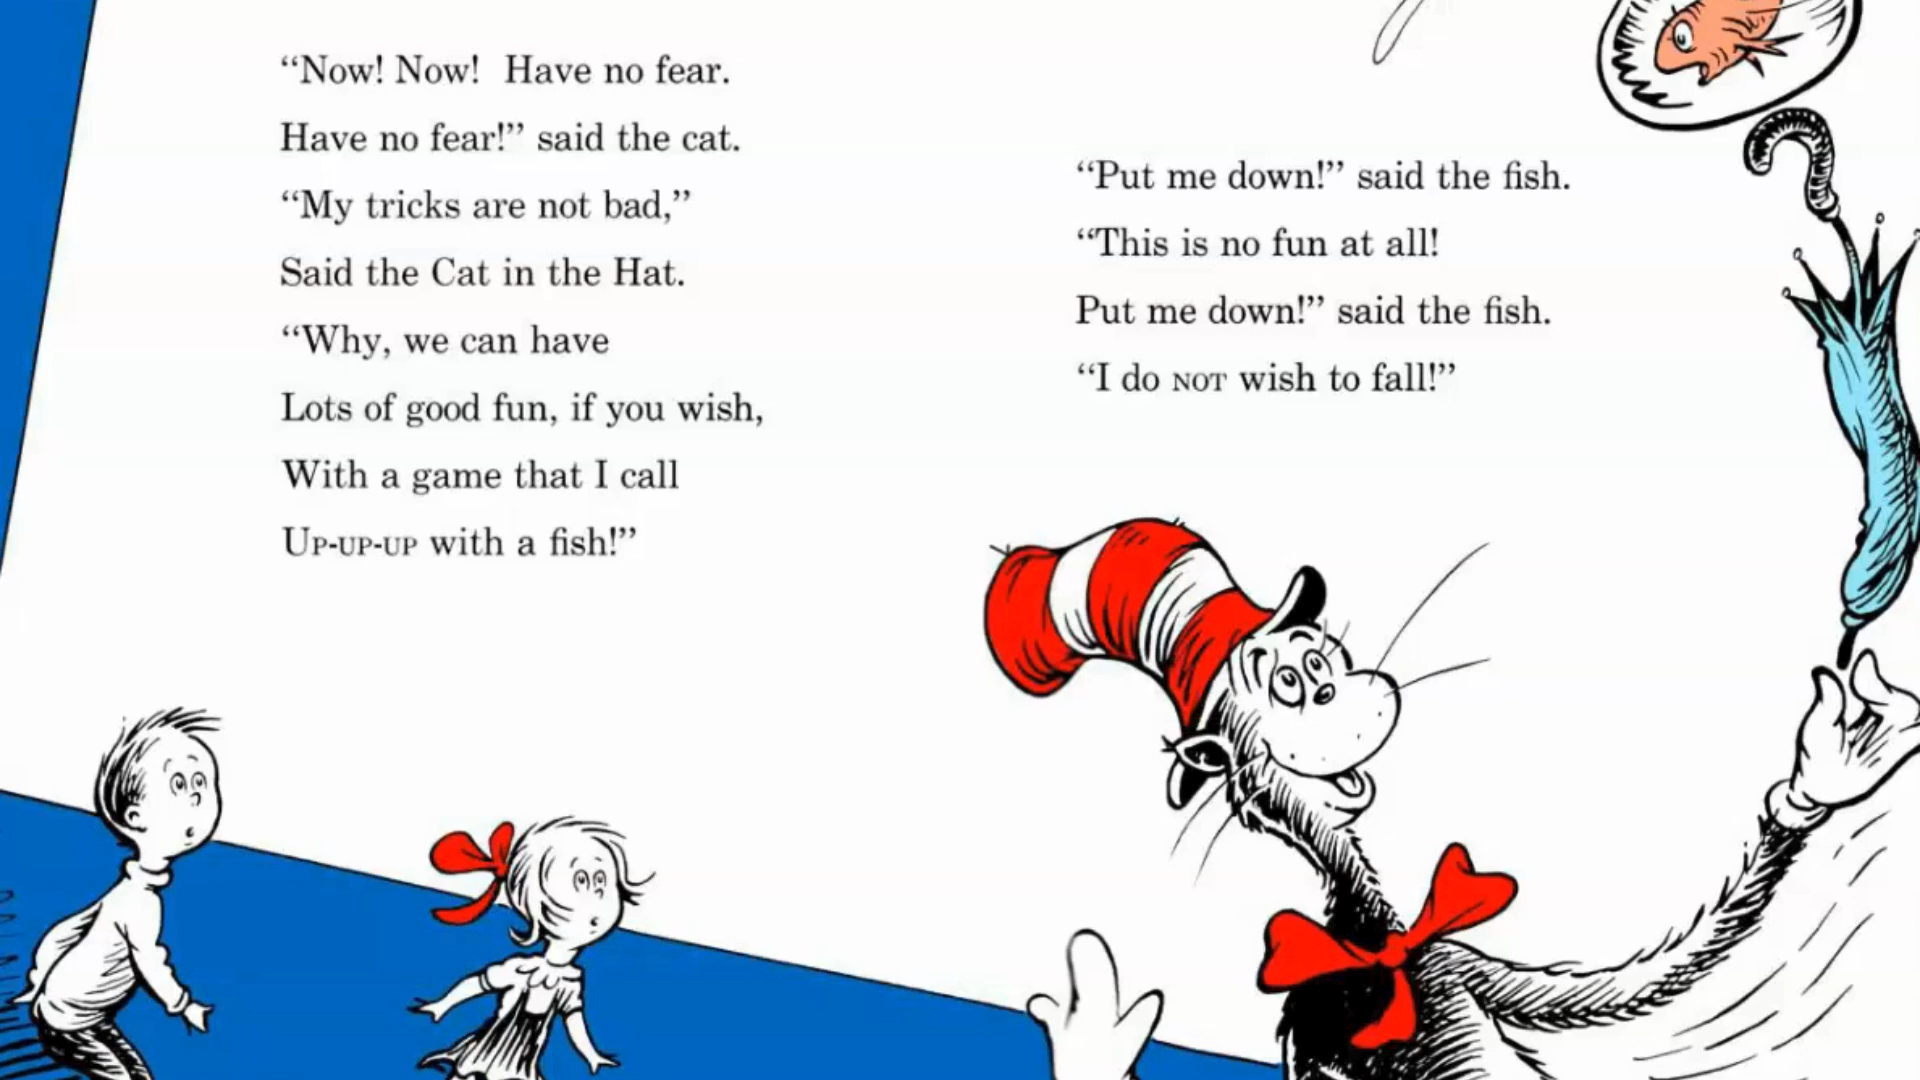 “Now! Now!  Have no fear.
Have no fear!” said the cat.
“My tricks are not bad,”
Said the Cat in the Hat.
“Why, we can have
Lots of good fun, if you wish,
With a game that I call
UP-UP-UP with a fish!”
“Put me down!” said the fish.
“This is no fun at all!
Put me down!” said the fish.
“I do NOT wish to fall!”